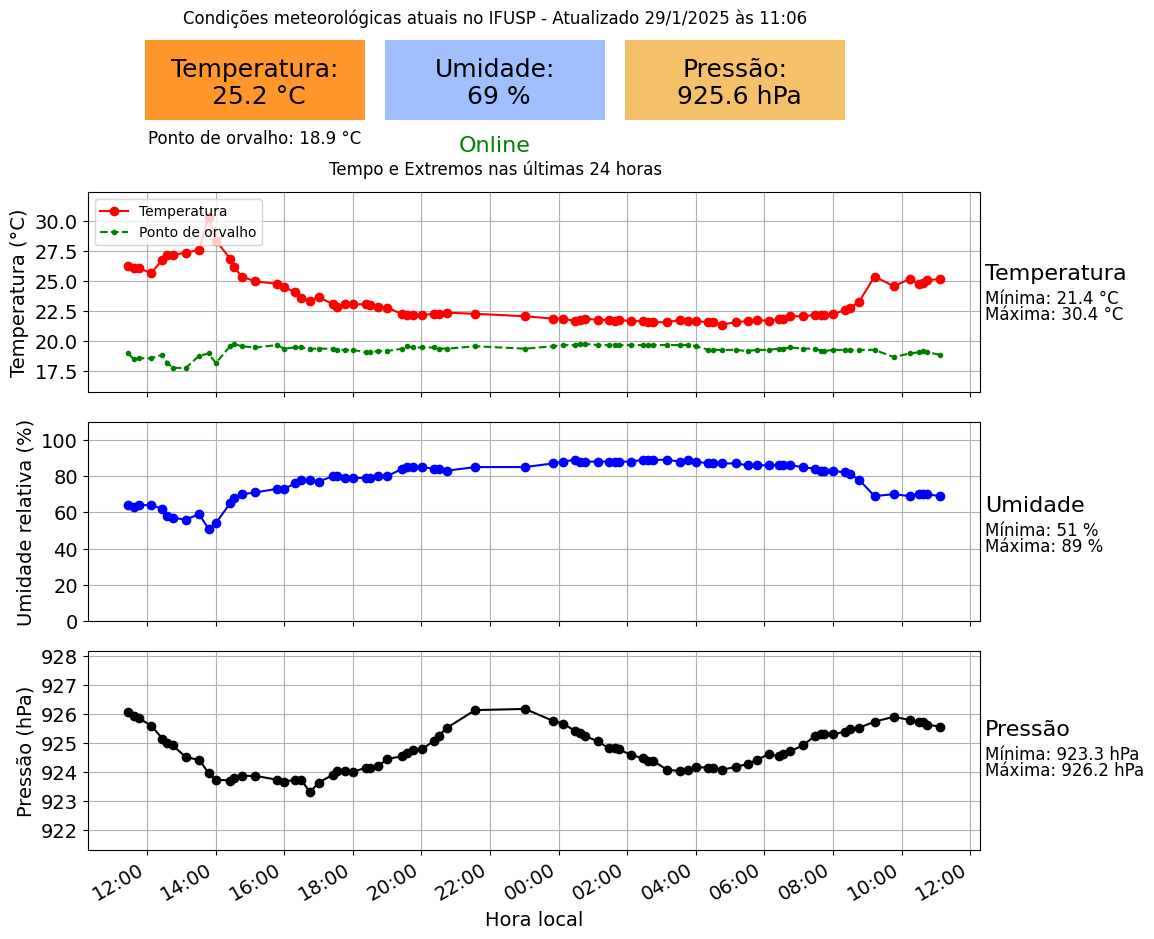 Condições meteorológicas atuais no IFUSP - Atualizado 29/1/2025 às 11:06
Temperatura:
25.2 °C
Umidade:
69 %
Pressão:
925.6 hPa
Ponto de orvalho: 18.9 °C
Online
Tempo e Extremos nas últimas 24 horas
Temperatura (°C)
30.0
27.5
25.0
22.5
20.0
17.5
Temperatura
Ponto de orvalho
Temperatura
Mínima: 21.4 °C
Máxima: 30.4 °C
Umidade relativa (%)
100
80
60
40
20
0
Umidade
Mínima: 51 %
Máxima: 89 %
Pressão (hPa)
928
927
926
925
924
923
922
Pressão
Mínima: 923.3 hPa
Máxima: 926.2 hPa
12:00 14:00 16:00 18:00 20:00 22:00 00:00 02:00 04:00 06:00 08:00 10:00 12:00
Hora local